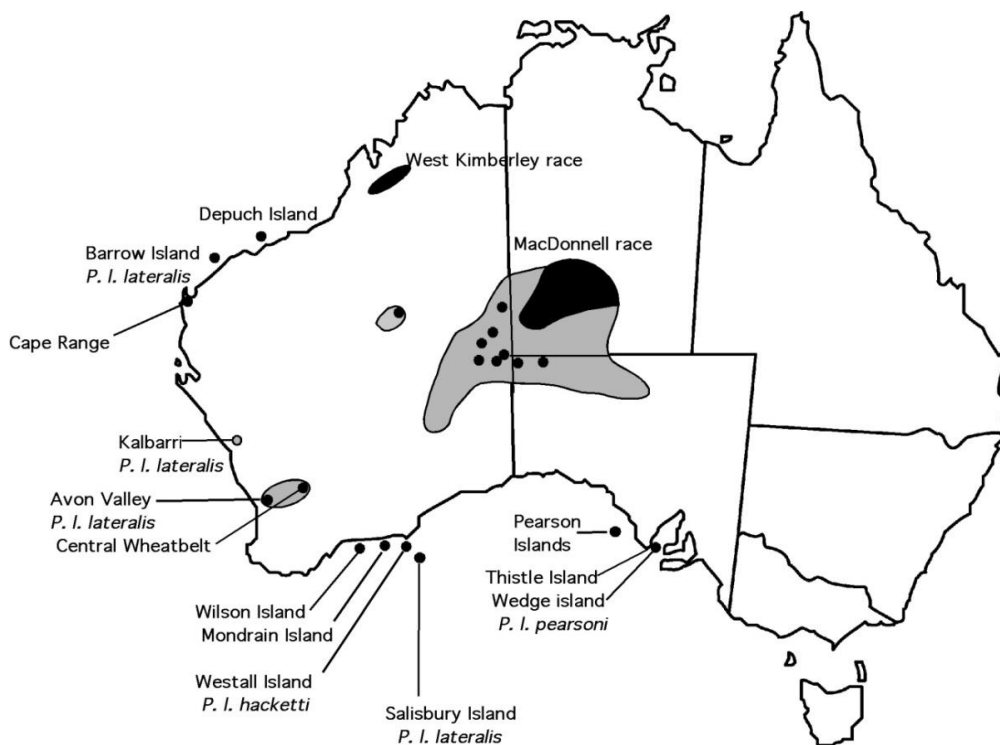 West Kimberley race
Depuch Island
MacDonnell race
Barrow Island
P. l. lateralis
Cape Range
Kalbarri
P. l. lateralis
Avon Valley
P. l. lateralis
Central Wheatbelt
Pearson
Islands
Thistle Island
Wedge island
P. l. pearsoni
Wilson Island
Mondrain Island
Westall Island
P. l. hacketti
Salisbury Island
P. l. lateralis